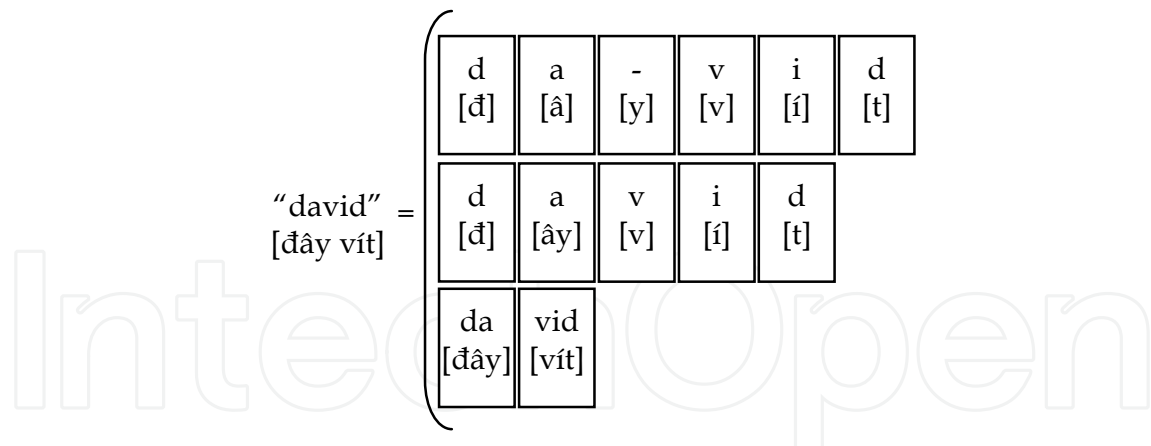 d a - v i d
[đ] [â] [y] [v] [í] [t]
“david” =
[đây vít]
d a v i d
[đ] [ây] [v] [í] [t]
da vid
[đây] [vít]
IntechOpen